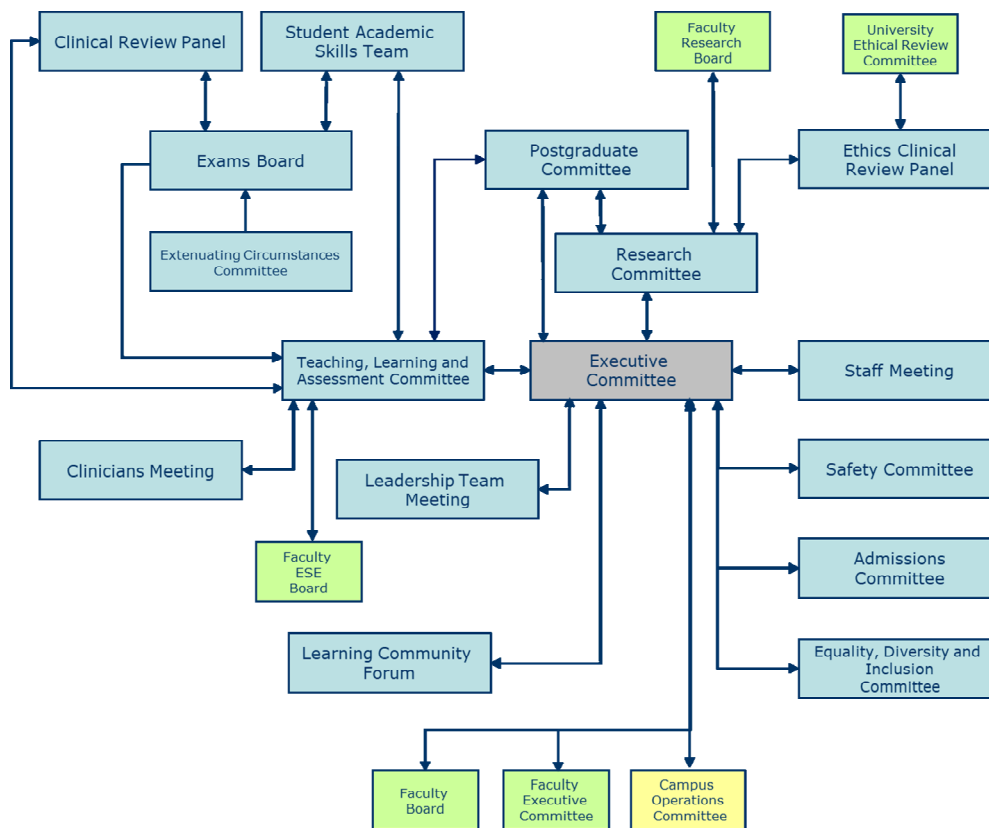 Clinical Review Panel
Student Academic
Skills Team
Faculty
Research
Board
University
Ethical Review
Committee
Exams Board
Postgraduate
Committee
Ethics Clinical
Review Panel
Extenuating Circumstances
Committee
Research
Committee
Teaching, Learning and
Assessment Committee
Executive
Committee
Staff Meeting
Clinicians Meeting
Leadership Team
Meeting
Safety Committee
Faculty
ESE
Board
Admissions
Committee
Learning Community
Forum
Equality, Diversity and
Inclusion
Committee
Faculty
Board
Faculty
Executive
Committee
Campus
Operations
Committee